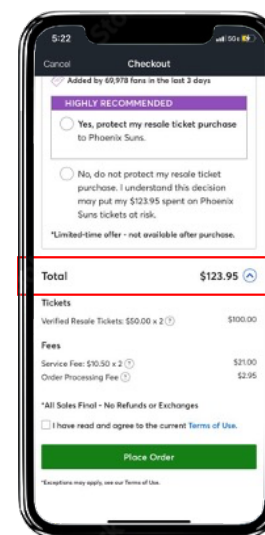 5:22
5GE
Cancel
Checkout
Added by 69,978 fans in the last 3 days
HIGHLY RECOMMENDED
Yes, protect my resale ticket purchase
to Phoenix Suns.
No, do not protect my resale ticket
purchase. I understand this decision
may put my $123.95 spent on Phoenix
Suns tickets at risk.
*Limited-time offer - not available after purchase.
Total $123.95
Tickets
Verified Resale Tickets: $50.00 x 2 ? $100.00
Fees
Service Fee: $10.50 x 2 ? $21.00
Order Processing Fee ? $2.95
*All Sales Final - No Refunds or Exchanges
I have read and agree to the current Terms of Use.
Place Order
*Exceptions may apply, see our Terms of Use.